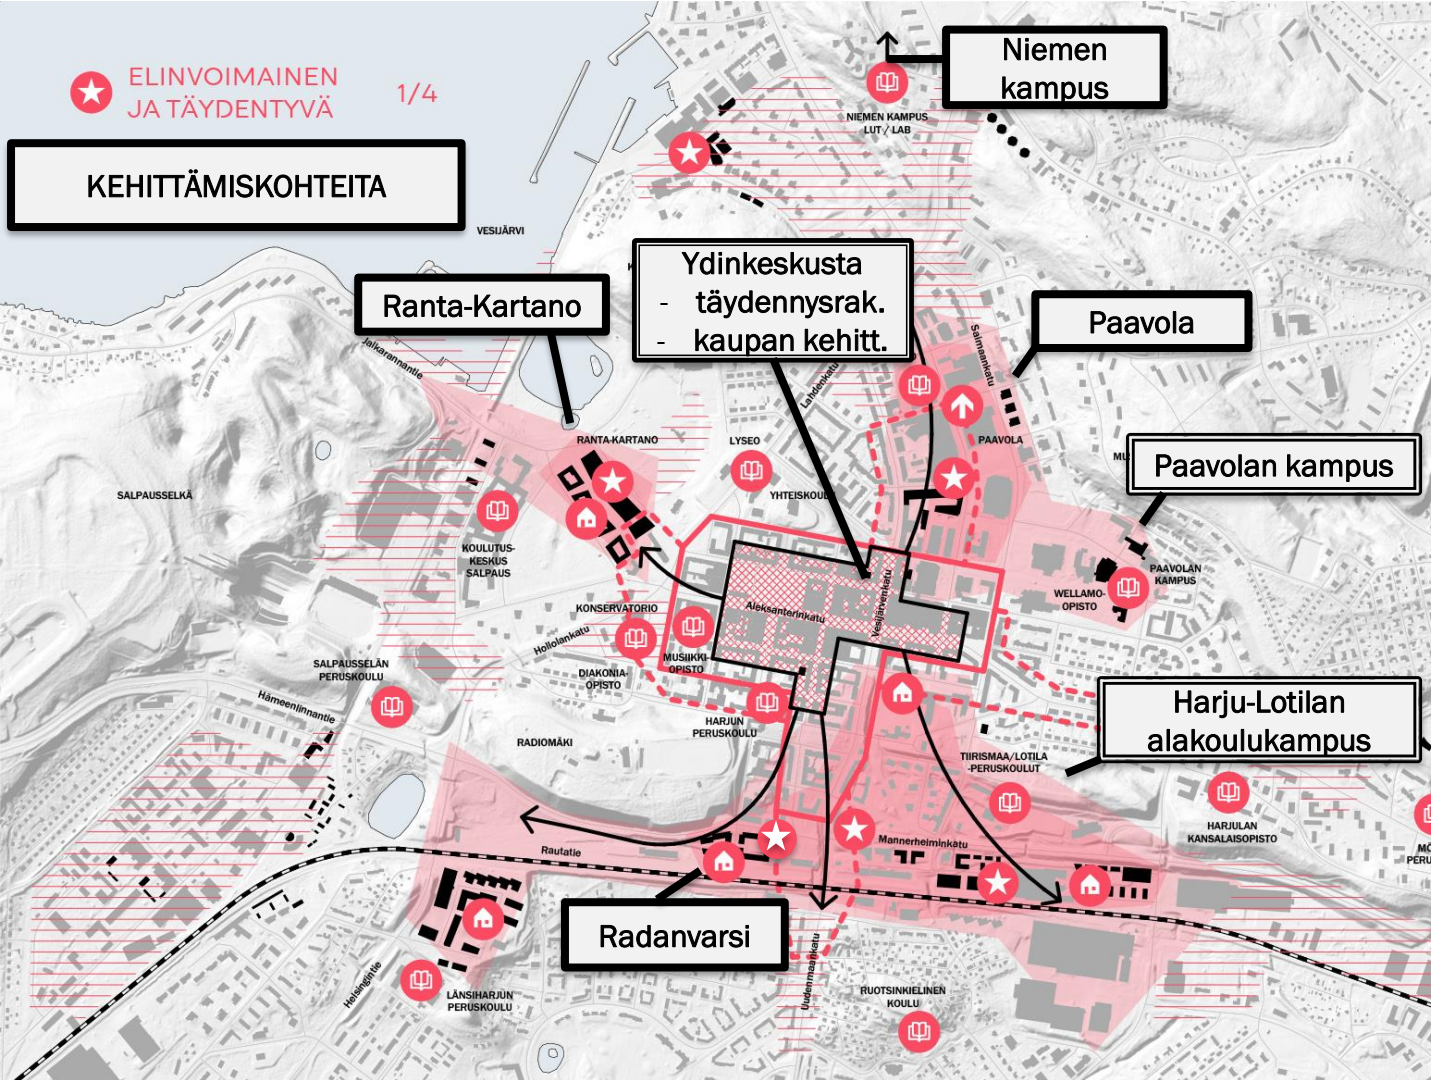 ELINVOIMAINEN
JA TÄYDENTYVÄ
1/4
KEHITTÄMISKOHTEITA
Niemen
kampus
NIEMEN KAMPUS
LUT / LAB
VESIJÄRVI
Ydinkeskusta
- täydennysrak.
- kaupan kehitt.
Ranta-Kartano
Paavola
Jalkarannantie
Lahdenkatu
Salmaankatu
RANTA-KARTANO
LYSEO
PAAVOLA
Paavolan kampus
YHTEISKOULU
SALPAUSSELKÄ
KOULUTUS-
KESKUS
SALPAUS
PAAVOLAN
KAMPUS
WELLAMO-
OPISTO
KONSERVATORIO
Aleksanterinkatu
Vesijärvenkatu
Hollolankatu
MUSIIKKI-
OPISTO
DIAKONIA-
OPISTO
SALPAUSSELÄN
PERUSKOULU
Hämeenlinnantie
HARJUN
PERUSKOULU
Harju-Lotilan
alakoulukampus
RADIOMÄKI
TIIRISMAA/LOTILA
-PERUSKOULUT
HARJULAN
KANSALAISOPISTO
Mannerheiminkatu
Rautatie
Radanvarsi
Helsingintie
LÄNSIHARJUN
PERUSKOULU
Uudenmaankatu
RUOTSINKIELINEN
KOULU